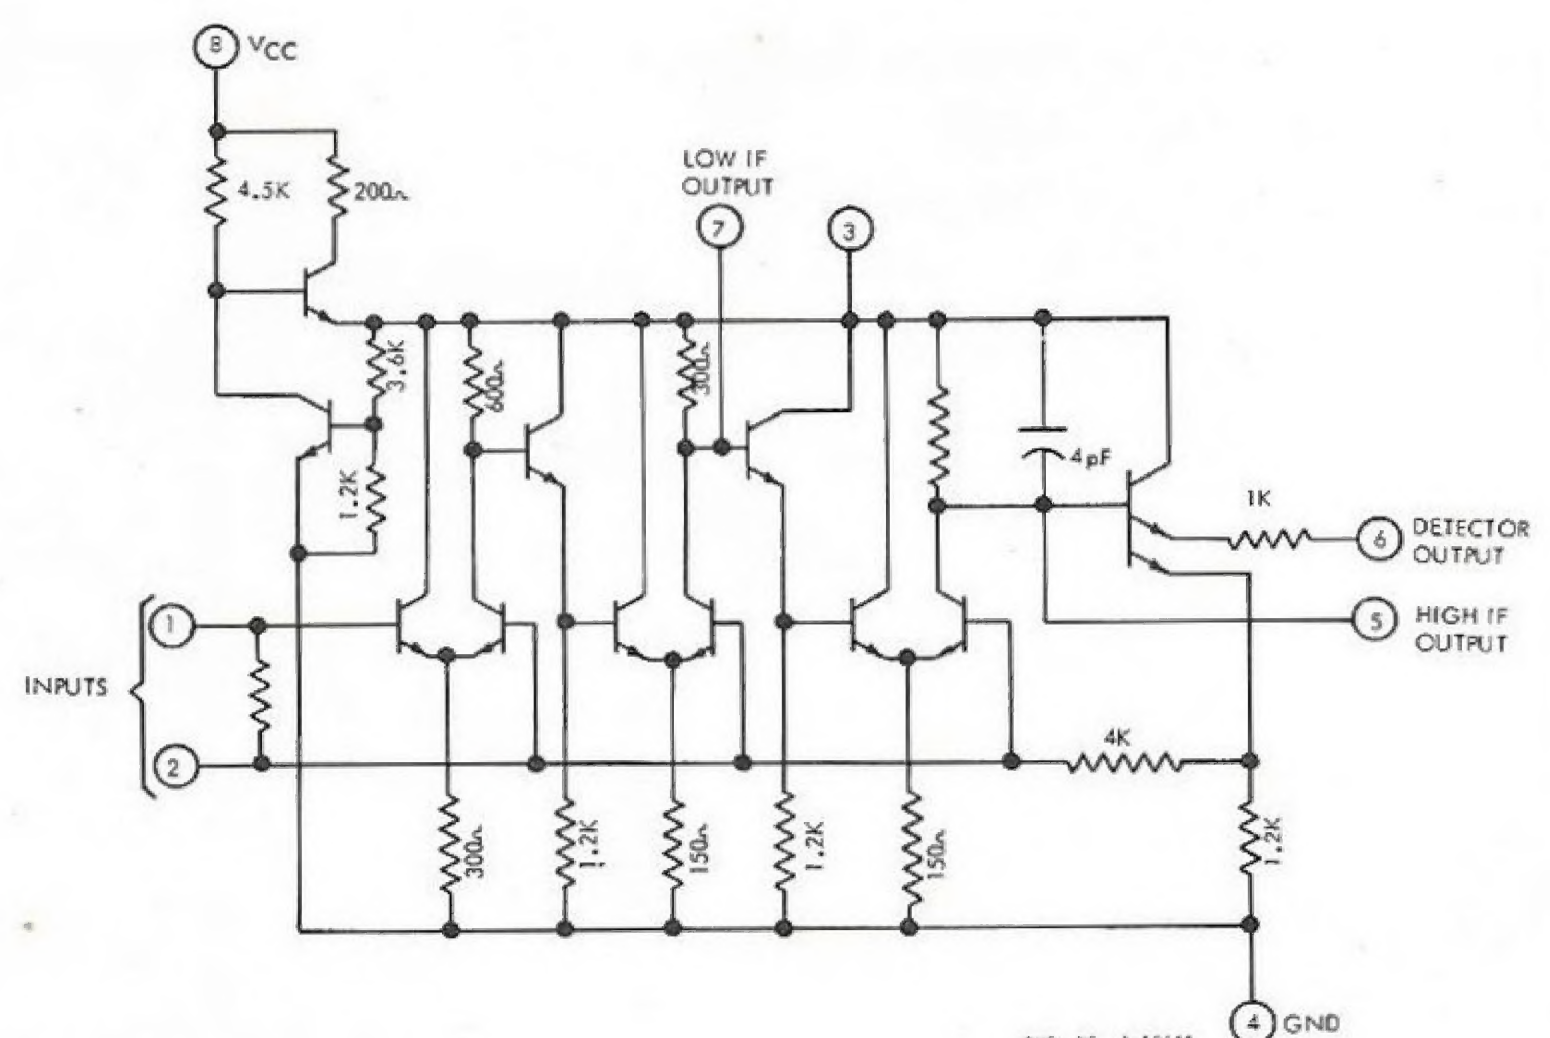 8 VCC
4.5K
200Ω
LOW IF
OUTPUT
7
3
3.6K
600Ω
300Ω
4pF
1.2K
1K
6
DETECTOR
OUTPUT
1
5
HIGH IF
OUTPUT
INPUTS
2
4K
300Ω
1.2K
150Ω
1.2K
150Ω
1.2K
4 GND